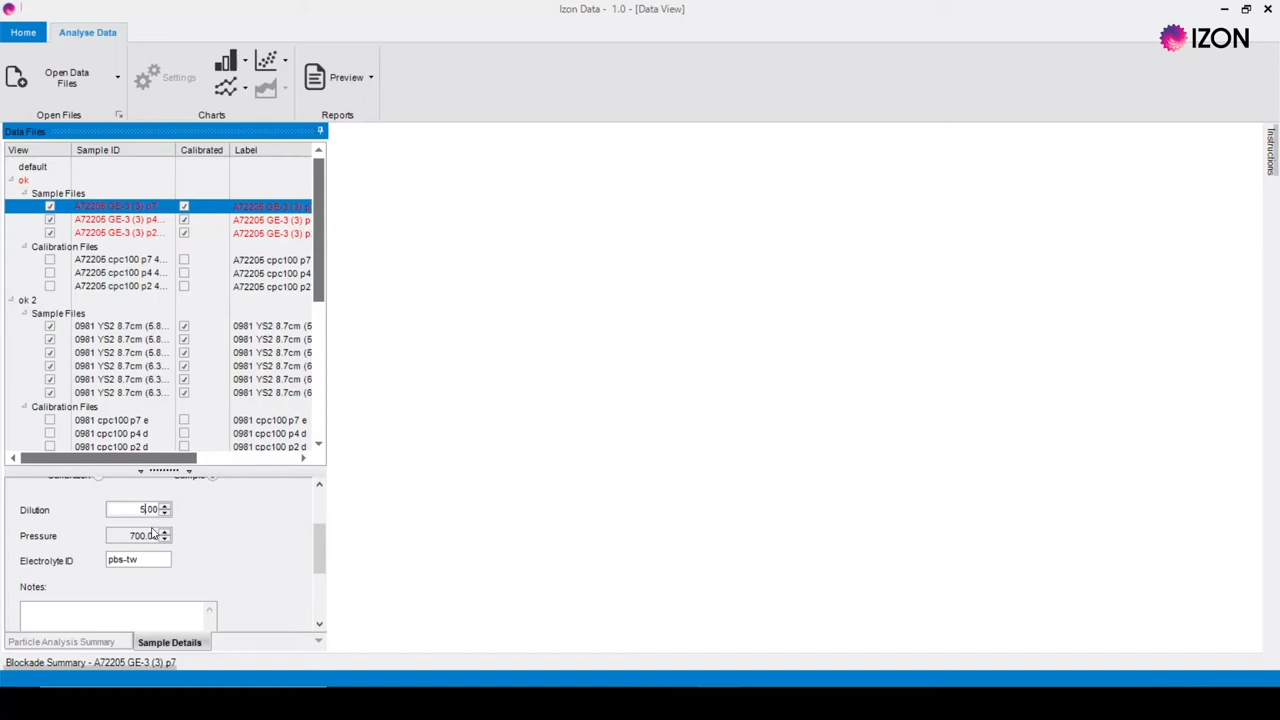 Izon Data - 1.0 - [Data View]
Home
Analyse Data
IZON
Open Data Files
Settings
Preview
Open Files
Charts
Reports
Data Files
View Sample ID Calibrated Label
default
ok
Sample Files
A72205 GE-3 (3) p7 A72205 GE-3 (3) p
A72205 GE-3 (3) p4... A72205 GE-3 (3) p
A72205 GE-3 (3) p2... A72205 GE-3 (3) p
Calibration Files
A72205 cpc100 p7 4... A72205 cpc100 p7
A72205 cpc100 p4 4... A72205 cpc100 p4
A72205 cpc100 p2 4... A72205 cpc100 p2
ok 2
Sample Files
0981 YS2 8.7cm (5.8... 0981 YS2 8.7cm (5
0981 YS2 8.7cm (5.8... 0981 YS2 8.7cm (5
0981 YS2 8.7cm (5.8... 0981 YS2 8.7cm (5
0981 YS2 8.7cm (6.3... 0981 YS2 8.7cm (6
0981 YS2 8.7cm (6.3... 0981 YS2 8.7cm (6
0981 YS2 8.7cm (6.3... 0981 YS2 8.7cm (6
Calibration Files
0981 cpc100 p7 e 0981 cpc100 p7 e
0981 cpc100 p4 d 0981 cpc100 p4 d
0981 cpc100 p2 d 0981 cpc100 p2 d
Dilution 5.00
Pressure 700.0
Electrolyte ID pbs-tw
Notes:
Particle Analysis Summary Sample Details
Blockade Summary - A72205 GE-3 (3) p7
Instructions